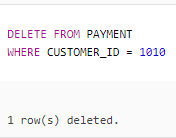 DELETE FROM PAYMENT
WHERE CUSTOMER_ID = 1010
1 row(s) deleted.